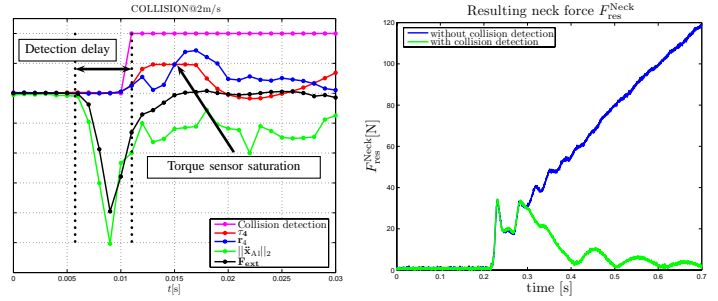 COLLISION@2m/s
Detection delay
Torque sensor saturation
Collision detection
τ4
r4
||ẍAl||2
Fext
0 0.005 0.01 0.015 0.02 0.025 0.03
t[s]
Resulting neck force F_res^Neck
without collision detection
with collision detection
120
100
80
60
40
20
0
F_res^Neck[N]
0 0.1 0.2 0.3 0.4 0.5 0.6 0.7
time [s]